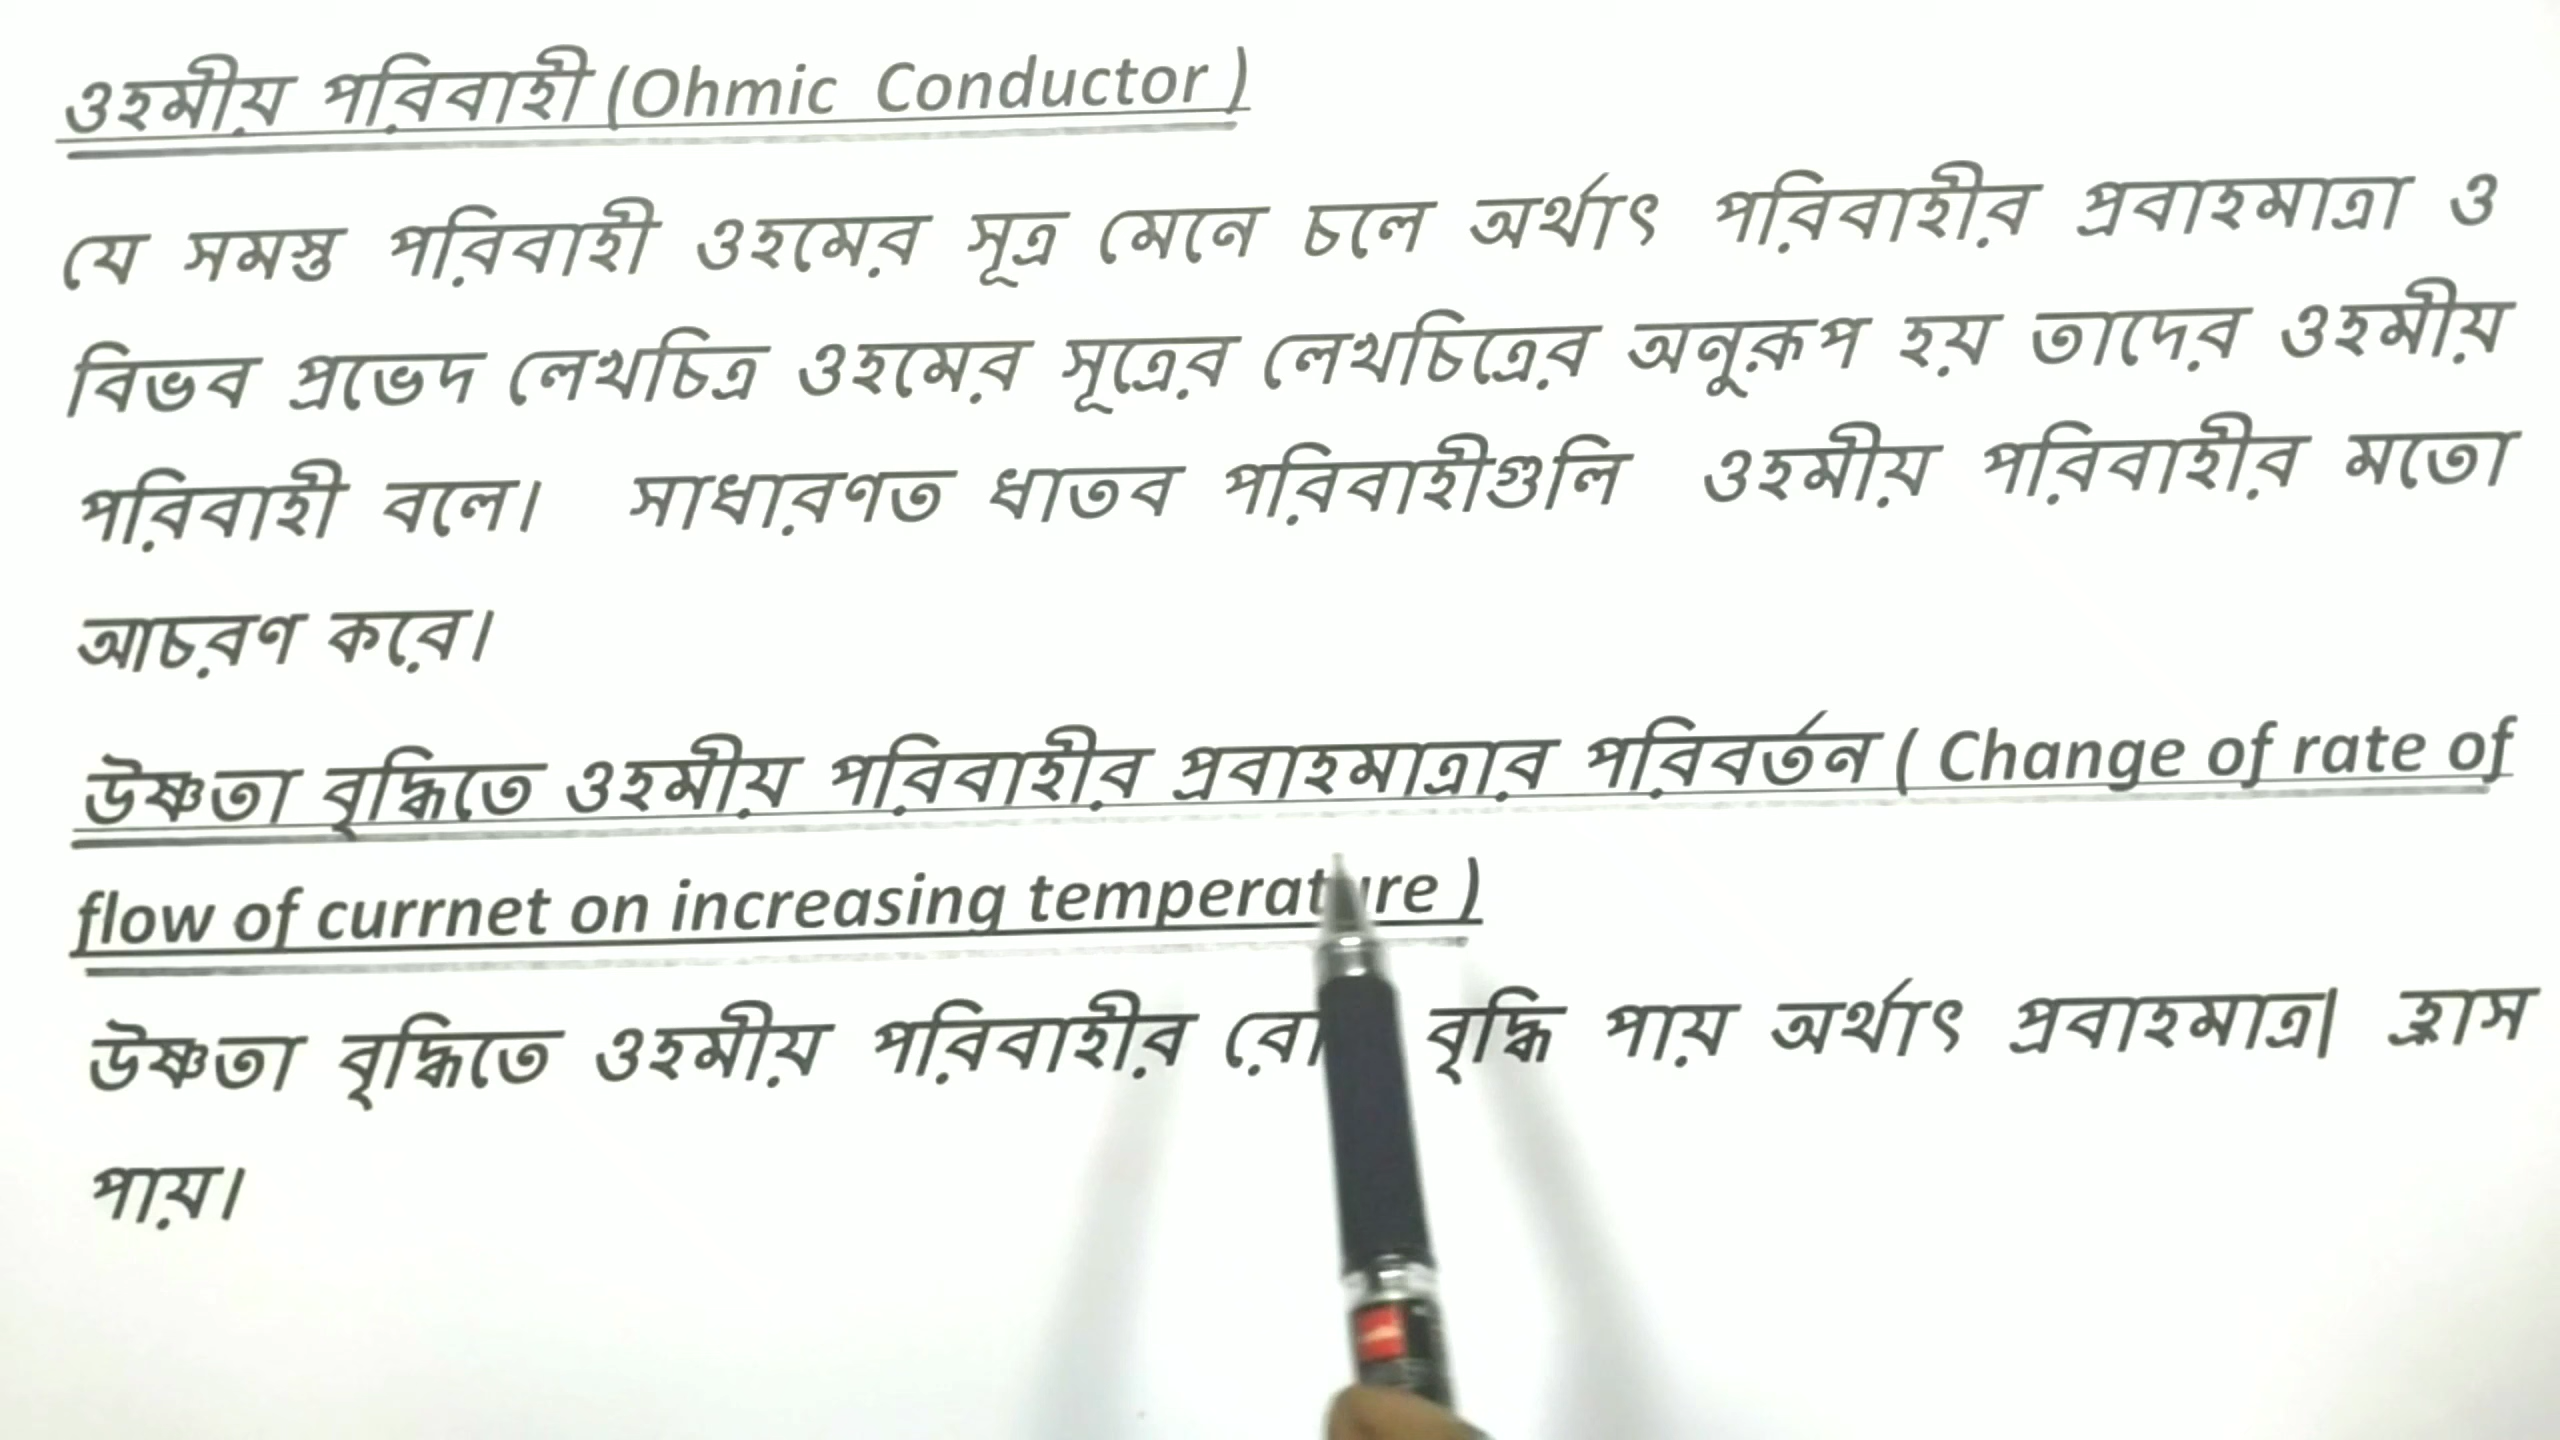 ওহমীয় পরিবাহী (Ohmic Conductor )
যে সমস্ত পরিবাহী ওহমের সূত্র মেনে চলে অর্থাৎ পরিবাহীর প্রবাহমাত্রা ও
বিভব প্রভেদ লেখচিত্র ওহমের সূত্রের লেখচিত্রের অনুরূপ হয় তাদের ওহমীয়
পরিবাহী বলে। সাধারণত ধাতব পরিবাহীগুলি ওহমীয় পরিবাহীর মতো
আচরণ করে।
উষ্ণতা বৃদ্ধিতে ওহমীয় পরিবাহীর প্রবাহমাত্রার পরিবর্তন ( Change of rate of
flow of currnet on increasing temperature )
উষ্ণতা বৃদ্ধিতে ওহমীয় পরিবাহীর বৃদ্ধি পায় অর্থাৎ প্রবাহমাত্রা হ্রাস
পায়।